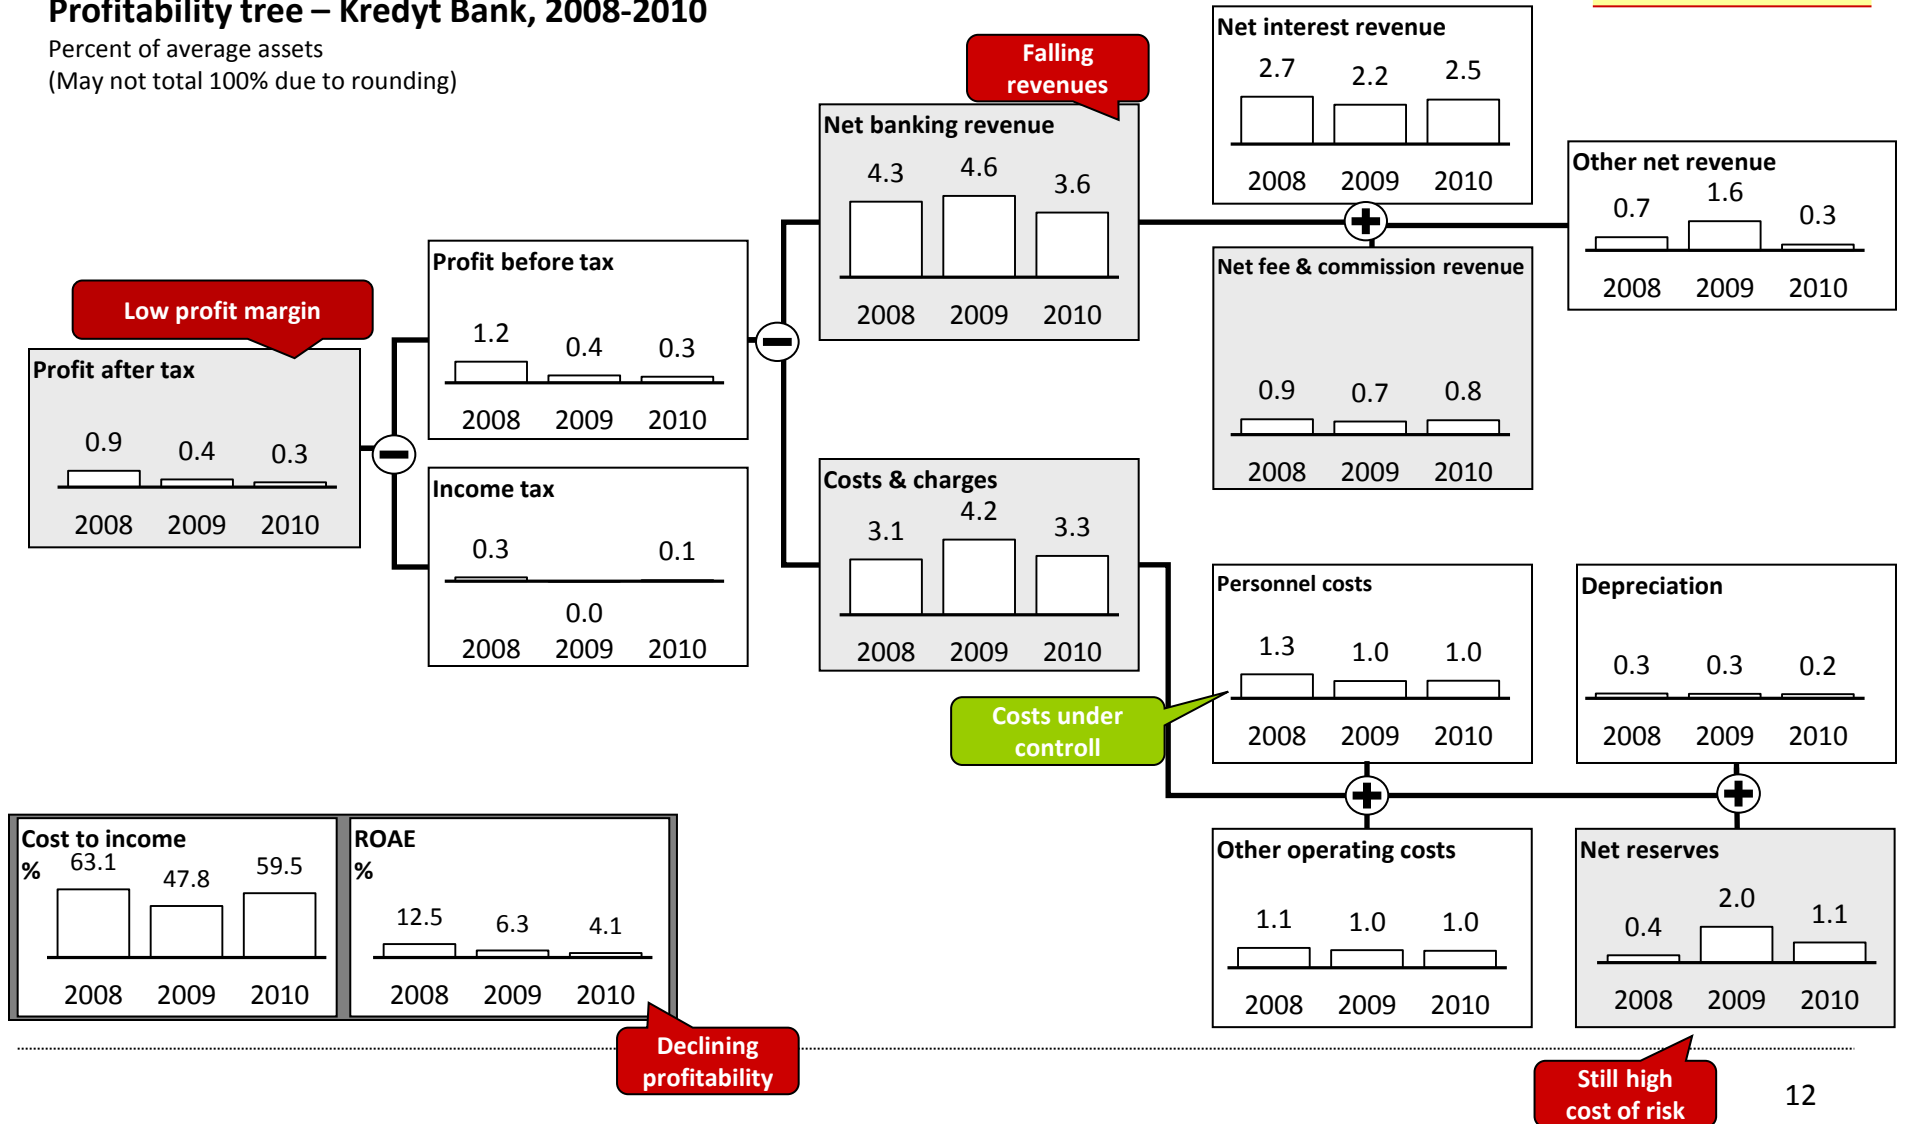 Profitability tree – Kredyt Bank, 2008-2010
Percent of average assets
(May not total 100% due to rounding)
Falling
revenues
Net interest revenue
2.7 2.2 2.5
2008 2009 2010
Net banking revenue
4.3 4.6 3.6
2008 2009 2010
Other net revenue
0.7 1.6 0.3
2008 2009 2010
Net fee & commission revenue
0.9 0.7 0.8
2008 2009 2010
Profit before tax
1.2 0.4 0.3
2008 2009 2010
Low profit margin
Profit after tax
0.9 0.4 0.3
2008 2009 2010
Income tax
0.3 0.0 0.1
2008 2009 2010
Costs & charges
3.1 4.2 3.3
2008 2009 2010
Personnel costs
1.3 1.0 1.0
2008 2009 2010
Depreciation
0.3 0.3 0.2
2008 2009 2010
Costs under
controll
Other operating costs
1.1 1.0 1.0
2008 2009 2010
Net reserves
0.4 2.0 1.1
2008 2009 2010
Cost to income
%
63.1 47.8 59.5
2008 2009 2010
ROAE
%
12.5 6.3 4.1
2008 2009 2010
Declining
profitability
Still high
cost of risk
12